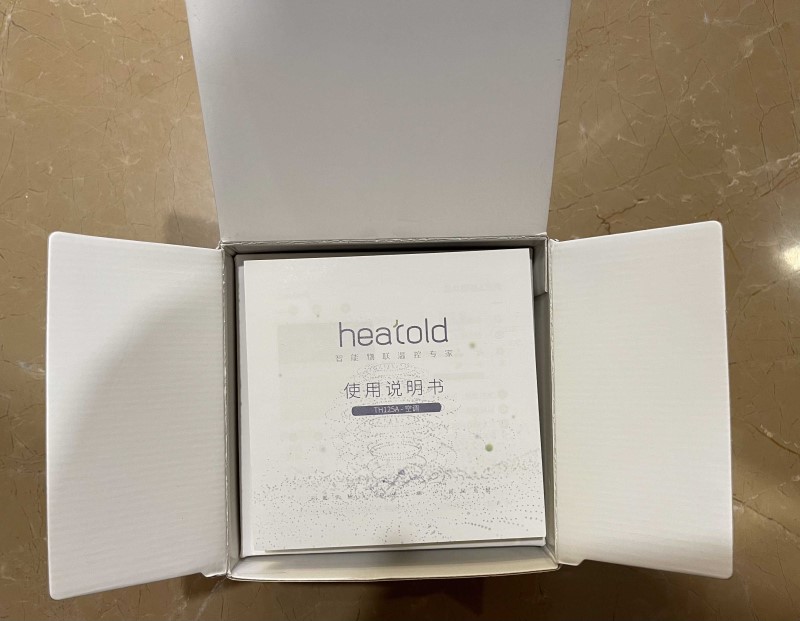 heatold
智能物联温控专家
使用说明书
TH125A-空调